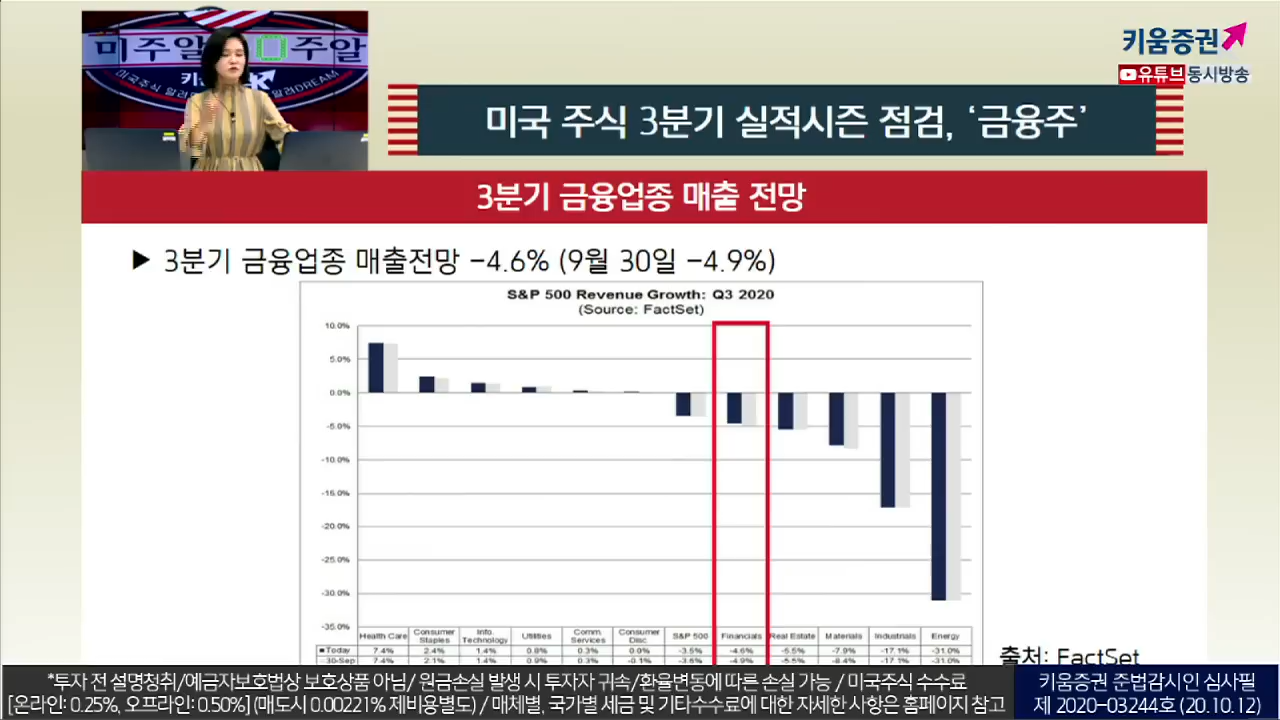 미주알 주알
키움증권
유튜브 동시방송
미국 주식 3분기 실적시즌 점검, ‘금융주’
3분기 금융업종 매출 전망
▶ 3분기 금융업종 매출전망 -4.6% (9월 30일 -4.9%)
S&P 500 Revenue Growth: Q3 2020
(Source: FactSet)
10.0%
5.0%
0.0%
-5.0%
-10.0%
-15.0%
-20.0%
-25.0%
-30.0%
-35.0%
Health Care Consumer Staples Info. Technology Utilities Comm. Services Consumer Disc. S&P 500 Financials Real Estate Materials Industrials Energy
Today 7.4% 2.4% 1.4% 0.8% 0.3% 0.0% -3.5% -4.6% -5.5% -7.9% -17.1% -31.0%
30-Sep 7.4% 2.1% 1.4% 0.9% 0.3% -0.1% -3.6% -4.9% -5.5% -8.4% -17.1% -31.0%
출처: FactSet
*투자 전 설명청취/예금자보호법상 보호상품 아님/ 원금손실 발생 시 투자자 귀속/환율변동에 따른 손실 가능 / 미국주식 수수료
[온라인: 0.25%, 오프라인: 0.50%] (매도시 0.00221% 제비용별도) / 매체별, 국가별 세금 및 기타수수료에 대한 자세한 사항은 홈페이지 참고
키움증권 준법감시인 심사필
제 2020-03244호 (20.10.12)